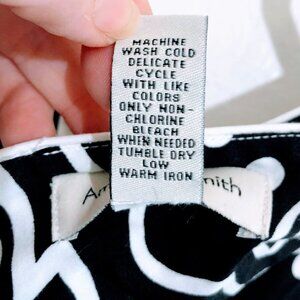 MACHINE
WASH COLD
DELICATE
CYCLE
WITH LIKE
COLORS
ONLY NON-
CHLORINE
BLEACH
WHEN NEEDED
TUMBLE DRY
LOW
WARM IRON